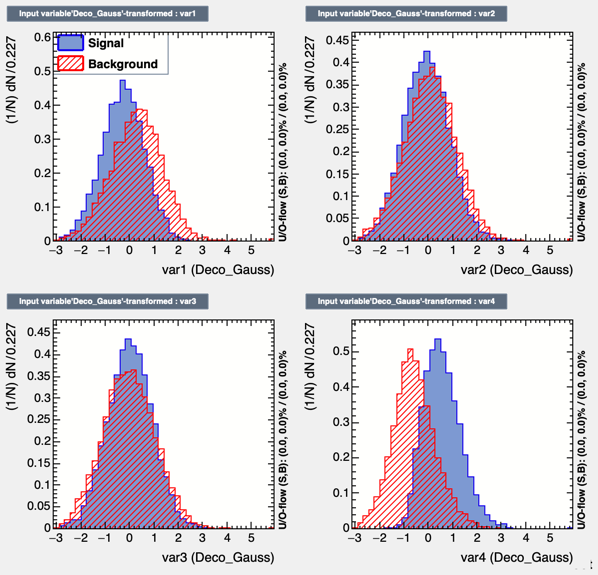 Input variable'Deco_Gauss'-transformed : var1
(1/N) dN / 0.227
0.6
0.5
0.4
0.3
0.2
0.1
0
Signal
Background
−3 −2 −1 0 1 2 3 4 5
var1 (Deco_Gauss)
U/O-flow (S,B): (0.0, 0.0)% / (0.0, 0.0)%
Input variable'Deco_Gauss'-transformed : var2
(1/N) dN / 0.227
0.45
0.4
0.35
0.3
0.25
0.2
0.15
0.1
0.05
0
−3 −2 −1 0 1 2 3 4 5
var2 (Deco_Gauss)
U/O-flow (S,B): (0.0, 0.0)% / (0.0, 0.0)%
Input variable'Deco_Gauss'-transformed : var3
(1/N) dN / 0.227
0.45
0.4
0.35
0.3
0.25
0.2
0.15
0.1
0.05
0
−3 −2 −1 0 1 2 3 4 5
var3 (Deco_Gauss)
U/O-flow (S,B): (0.0, 0.0)% / (0.0, 0.0)%
Input variable'Deco_Gauss'-transformed : var4
(1/N) dN / 0.227
0.5
0.4
0.3
0.2
0.1
0
−3 −2 −1 0 1 2 3 4 5
var4 (Deco_Gauss)
U/O-flow (S,B): (0.0, 0.0)% / (0.0, 0.0)%